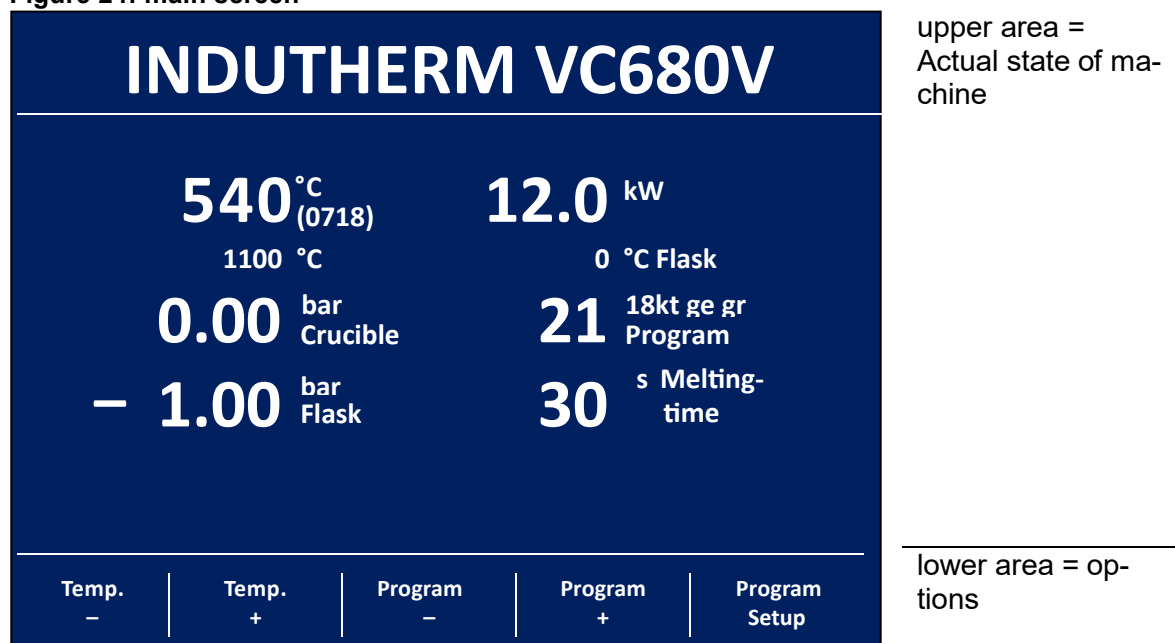 INDUTHERM VC680V
upper area =
Actual state of ma-
chine
540 °C
(0718)
12.0 kW
1100 °C
0 °C Flask
0.00 bar
Crucible
21 18kt ge gr
Program
– 1.00 bar
Flask
30 s Melting-
time
Temp.
–
Temp.
+
Program
–
Program
+
Program
Setup
lower area = op-
tions